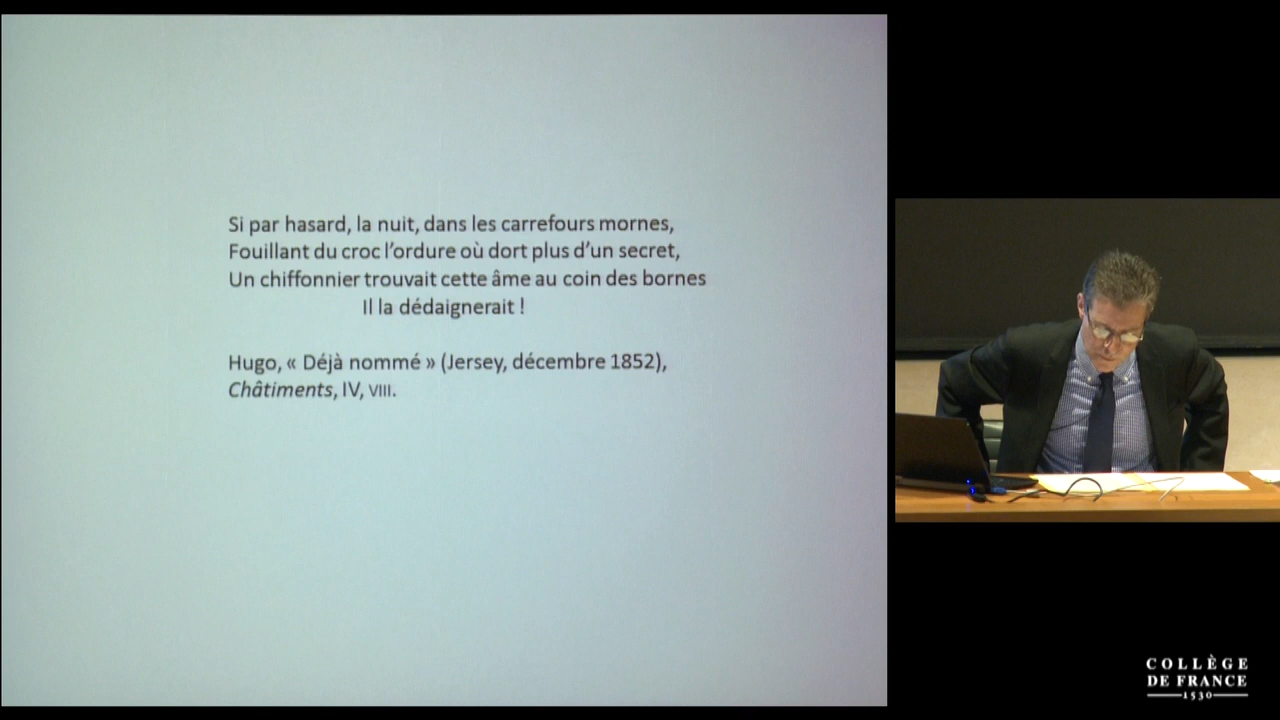 Si par hasard, la nuit, dans les carrefours mornes,
Fouillant du croc l’ordure où dort plus d’un secret,
Un chiffonnier trouvait cette âme au coin des bornes
Il la dédaignerait !
Hugo, « Déjà nommé » (Jersey, décembre 1852),
Châtiments, IV, VIII.
COLLÈGE
DE FRANCE
1530